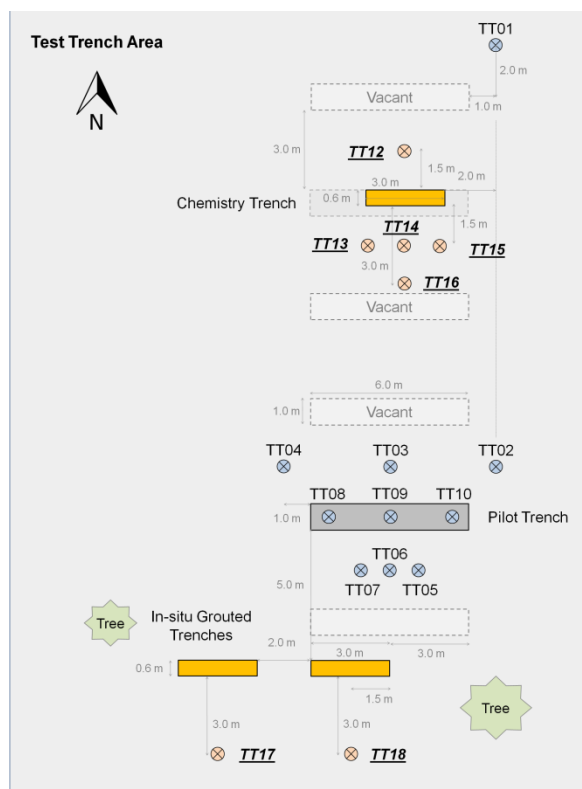 Test Trench Area
TT01
N
2.0 m
Vacant
1.0 m
3.0 m
TT12
1.5 m
2.0 m
3.0 m
0.6 m
Chemistry Trench
TT14
1.5 m
TT13
TT15
3.0 m
TT16
Vacant
6.0 m
1.0 m
Vacant
TT04
TT03
TT02
TT08
TT09
TT10
1.0 m
Pilot Trench
TT06
5.0 m
TT07
TT05
In-situ Grouted
Tree
Trenches
2.0 m
3.0 m
3.0 m
0.6 m
1.5 m
Tree
3.0 m
3.0 m
TT17
TT18